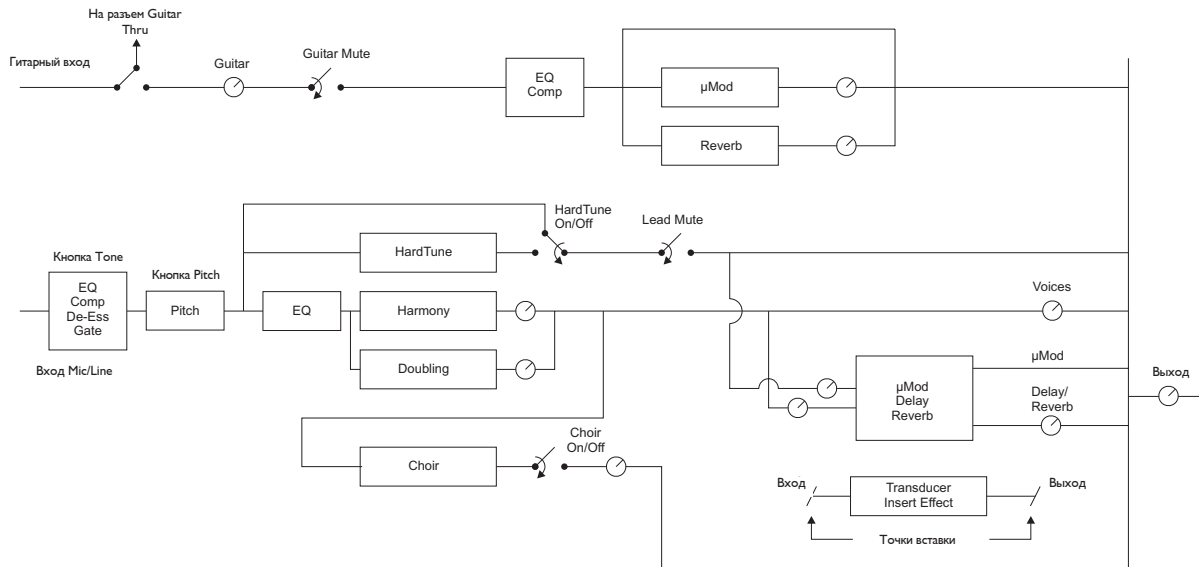 На разъем Guitar
Thru
Гитарный вход
Guitar
Guitar Mute
EQ
Comp
µMod
Reverb
HardTune
On/Off
Lead Mute
HardTune
Кнопка Tone
Кнопка Pitch
EQ
Comp
De-Ess
Gate
Pitch
EQ
Harmony
Voices
Doubling
Вход Mic/Line
µMod
µMod
Delay
Reverb
Delay/
Reverb
Выход
Choir
On/Off
Choir
Вход
Transducer
Insert Effect
Выход
Точки вставки